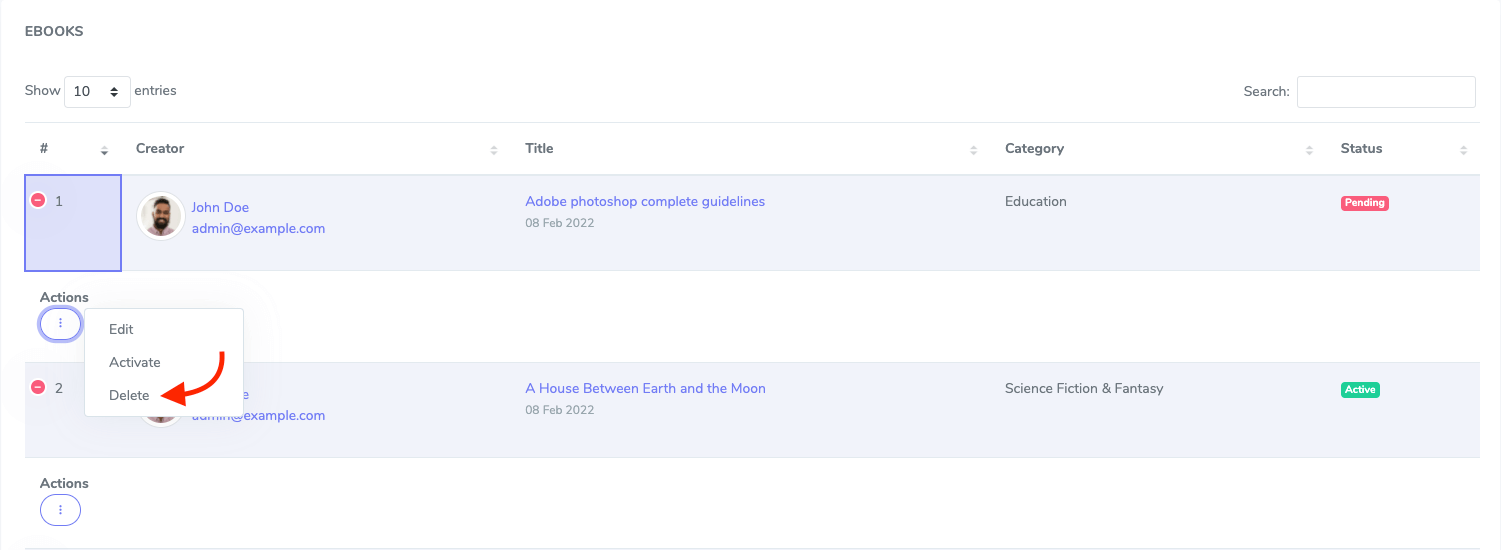 EBOOKS
Show 10 entries
Search:
# Creator Title Category Status
1 John Doe Adobe photoshop complete guidelines Education Pending
admin@example.com 08 Feb 2022
Actions
Edit
Activate
Delete
2 A House Between Earth and the Moon Science Fiction & Fantasy Active
admin@example.com 08 Feb 2022
Actions